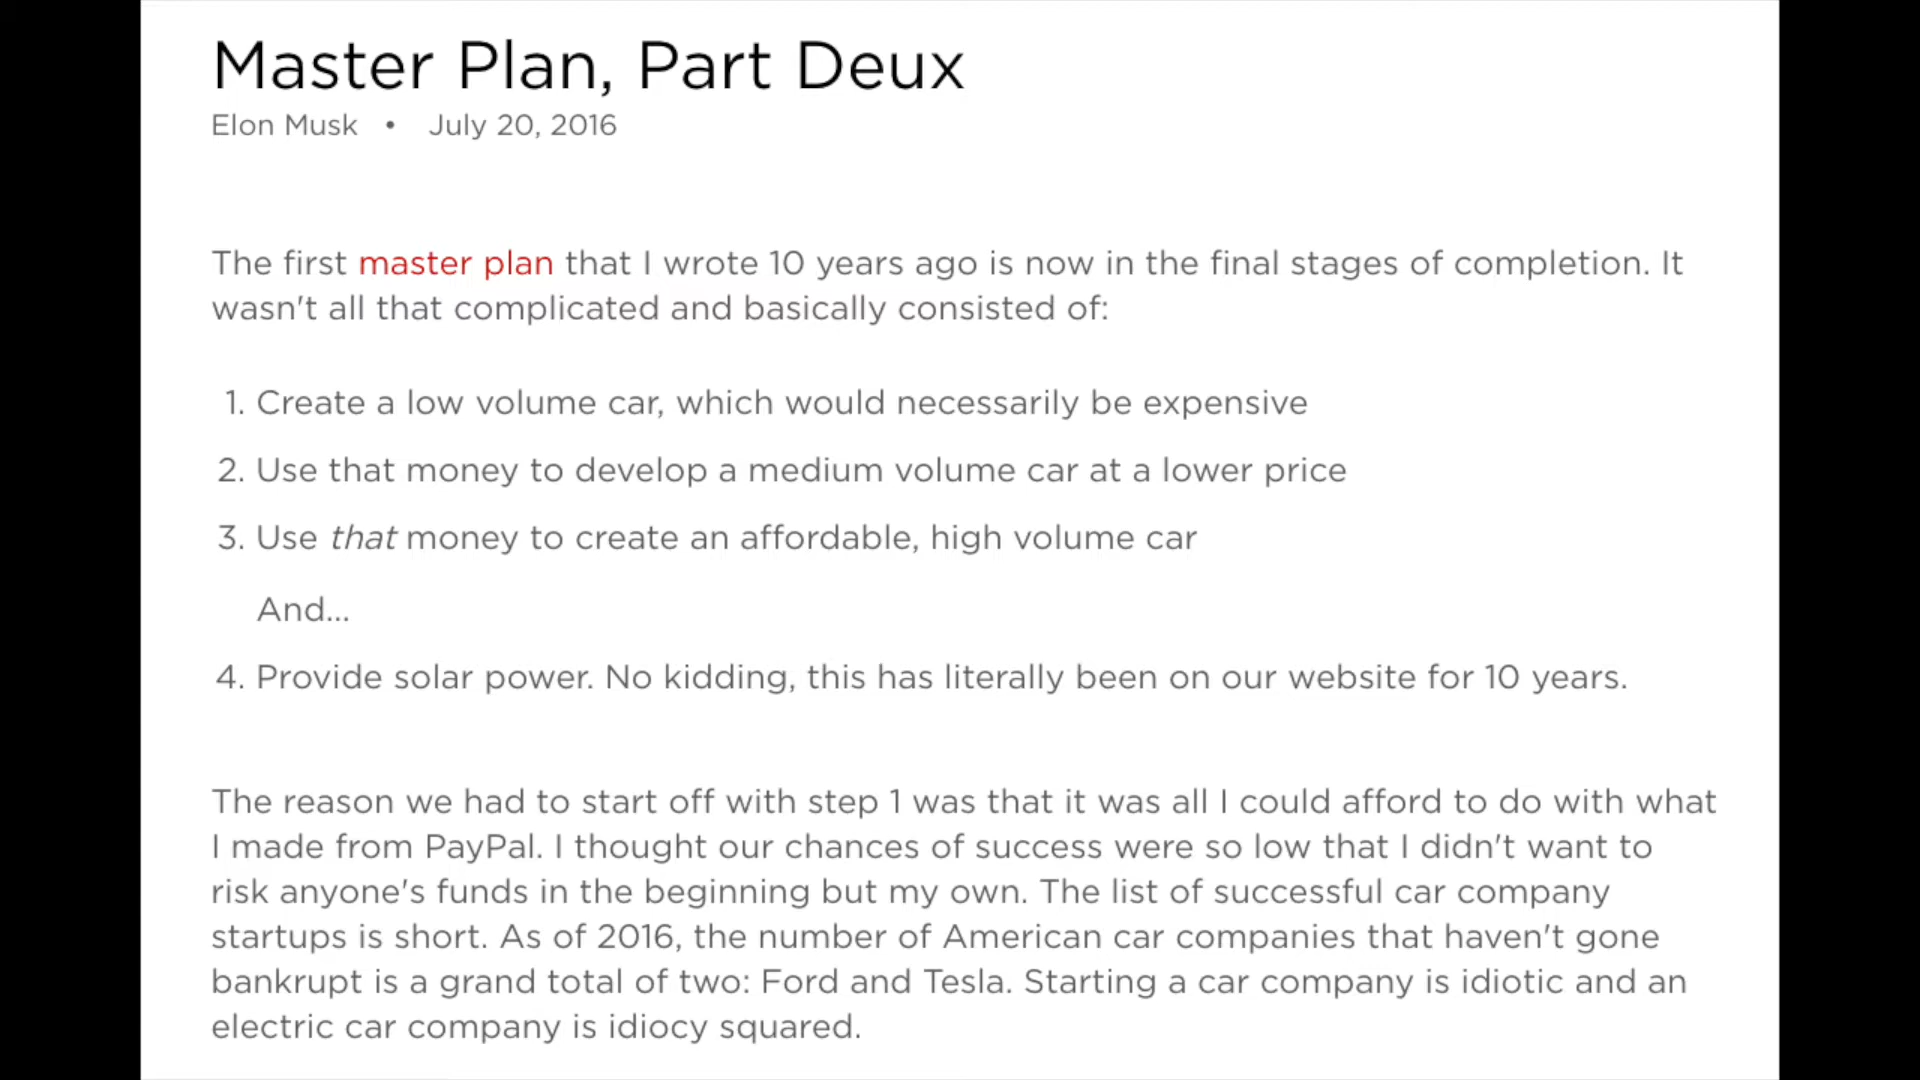 Master Plan, Part Deux
Elon Musk • July 20, 2016
The first master plan that I wrote 10 years ago is now in the final stages of completion. It
wasn't all that complicated and basically consisted of:
1. Create a low volume car, which would necessarily be expensive
2. Use that money to develop a medium volume car at a lower price
3. Use that money to create an affordable, high volume car
And...
4. Provide solar power. No kidding, this has literally been on our website for 10 years.
The reason we had to start off with step 1 was that it was all I could afford to do with what
I made from PayPal. I thought our chances of success were so low that I didn't want to
risk anyone's funds in the beginning but my own. The list of successful car company
startups is short. As of 2016, the number of American car companies that haven't gone
bankrupt is a grand total of two: Ford and Tesla. Starting a car company is idiotic and an
electric car company is idiocy squared.